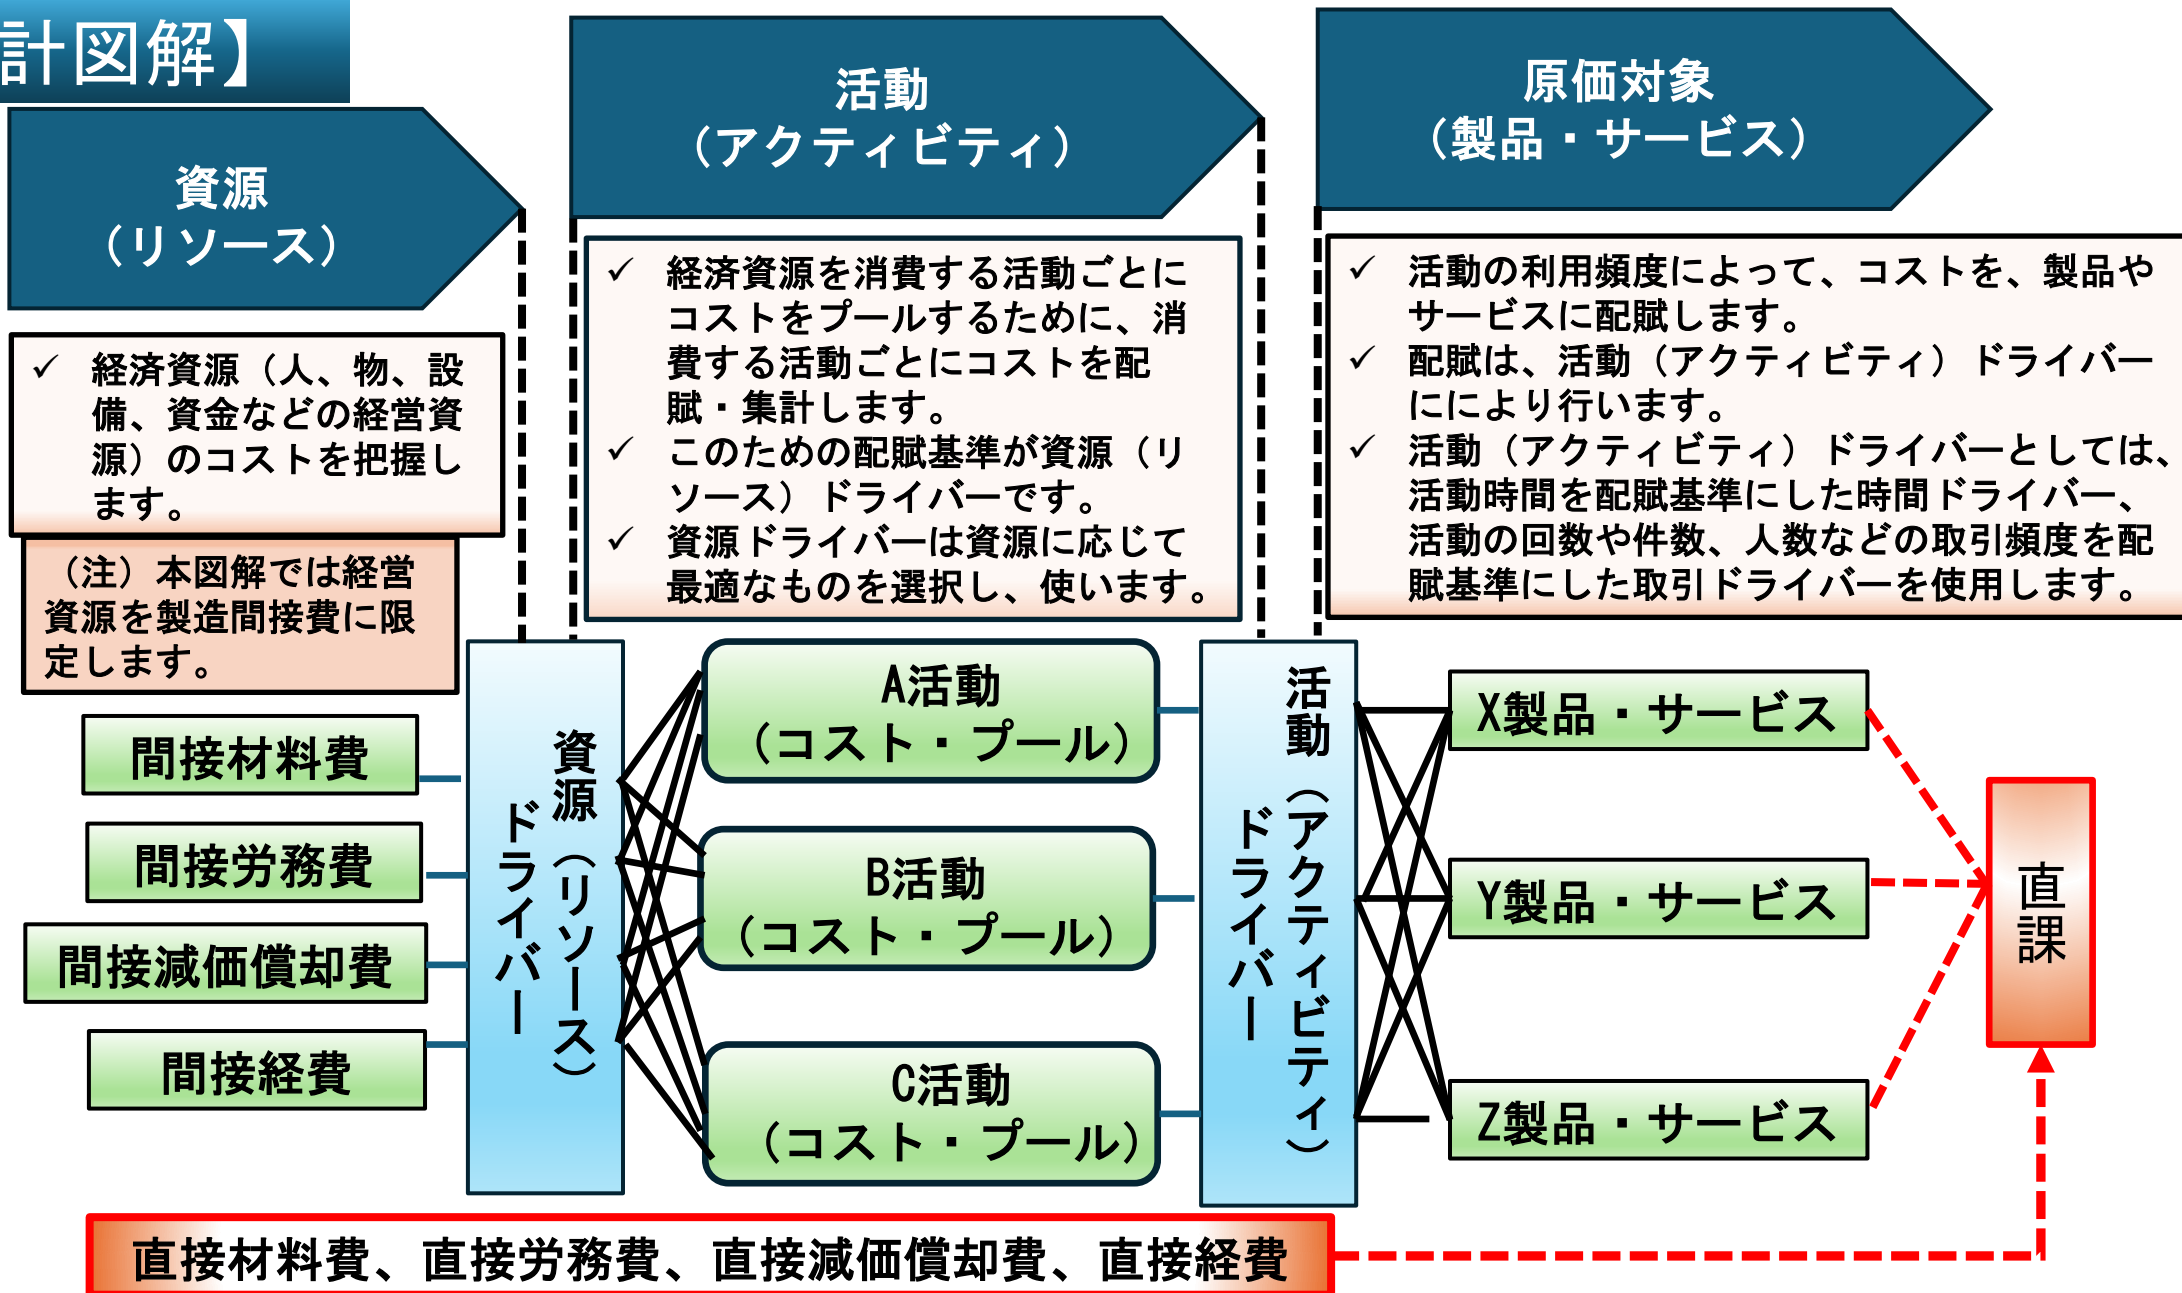 計図解】
資源
（リソース）
活動
（アクティビティ）
原価対象
（製品・サービス）
✓ 経済資源（人、物、設
備、資金などの経営資
源）のコストを把握し
ます。
（注）本図解では経営
資源を製造間接費に限
定します。
✓ 経済資源を消費する活動ごとに
コストをプールするために、消
費する活動ごとにコストを配
賦・集計します。
✓ このための配賦基準が資源（リ
ソース）ドライバーです。
✓ 資源ドライバーは資源に応じて
最適なものを選択し、使います。
✓ 活動の利用頻度によって、コストを、製品や
サービスに配賦します。
✓ 配賦は、活動（アクティビティ）ドライバー
ににより行います。
✓ 活動（アクティビティ）ドライバーとしては、
活動時間を配賦基準にした時間ドライバー、
活動の回数や件数、人数などの取引頻度を配
賦基準にした取引ドライバーを使用します。
間接材料費
間接労務費
間接減価償却費
間接経費
資源（リソース）
ドライバー
A活動
（コスト・プール）
B活動
（コスト・プール）
C活動
（コスト・プール）
活動（アクティビティ）
ドライバー
X製品・サービス
Y製品・サービス
Z製品・サービス
直課
直接材料費、直接労務費、直接減価償却費、直接経費